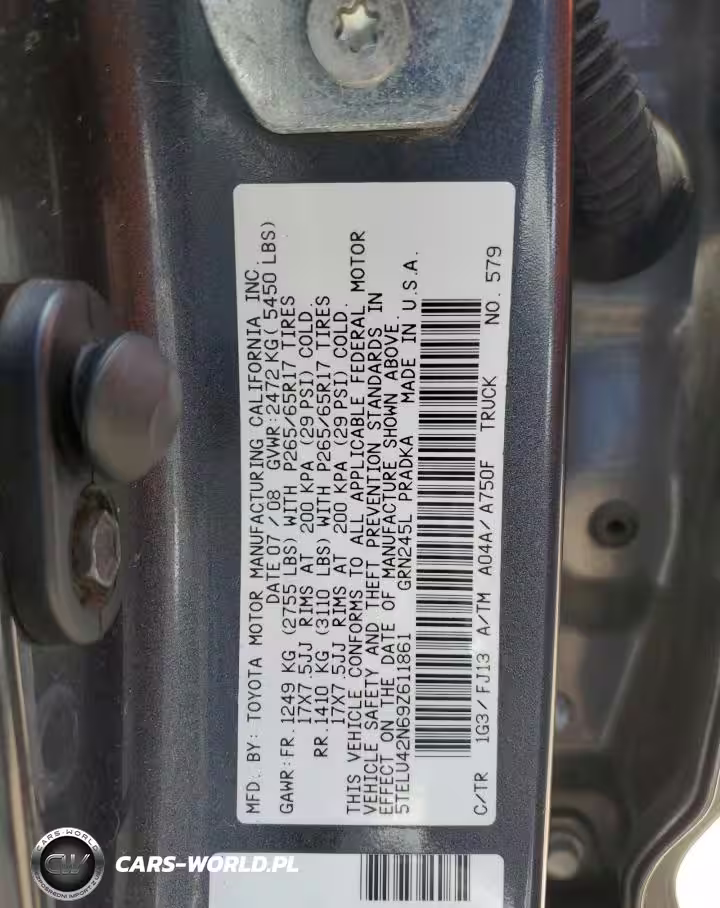 MFD. BY: TOYOTA MOTOR MANUFACTURING CALIFORNIA INC.
DATE 07/08 GVWR: 2472 KG( 5450 LBS)
GAWR: FR. 1249 KG (2755 LBS) WITH P265/65R17 TIRES
17X7.5JJ RIMS AT 200 KPA (29 PSI) COLD.
RR. 1410 KG (3110 LBS) WITH P265/65R17 TIRES
17X7.5JJ RIMS AT 200 KPA (29 PSI) COLD.
THIS VEHICLE CONFORMS TO ALL APPLICABLE FEDERAL MOTOR
VEHICLE SAFETY AND THEFT PREVENTION STANDARDS IN
EFFECT ON THE DATE OF MANUFACTURE SHOWN ABOVE.
5TELU42N69Z611861 GRN245L PRADKA MADE IN U.S.A.
C/TR 1G3/FJ13 A/TM A04A/A750F TRUCK NO. 579
CARS-WORLD.PL